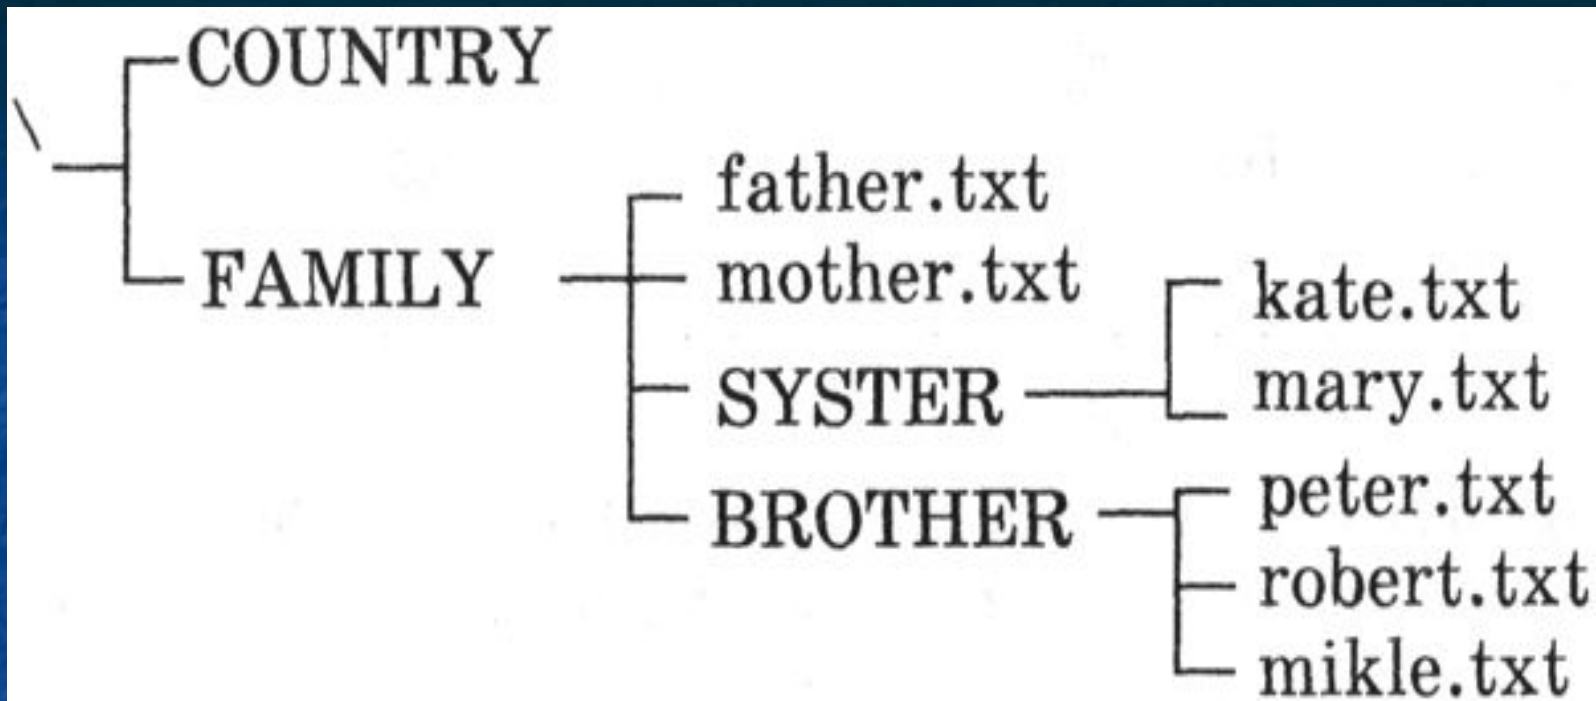 \
COUNTRY
FAMILY
father.txt
mother.txt
SYSTER
BROTHER
kate.txt
mary.txt
peter.txt
robert.txt
mikle.txt